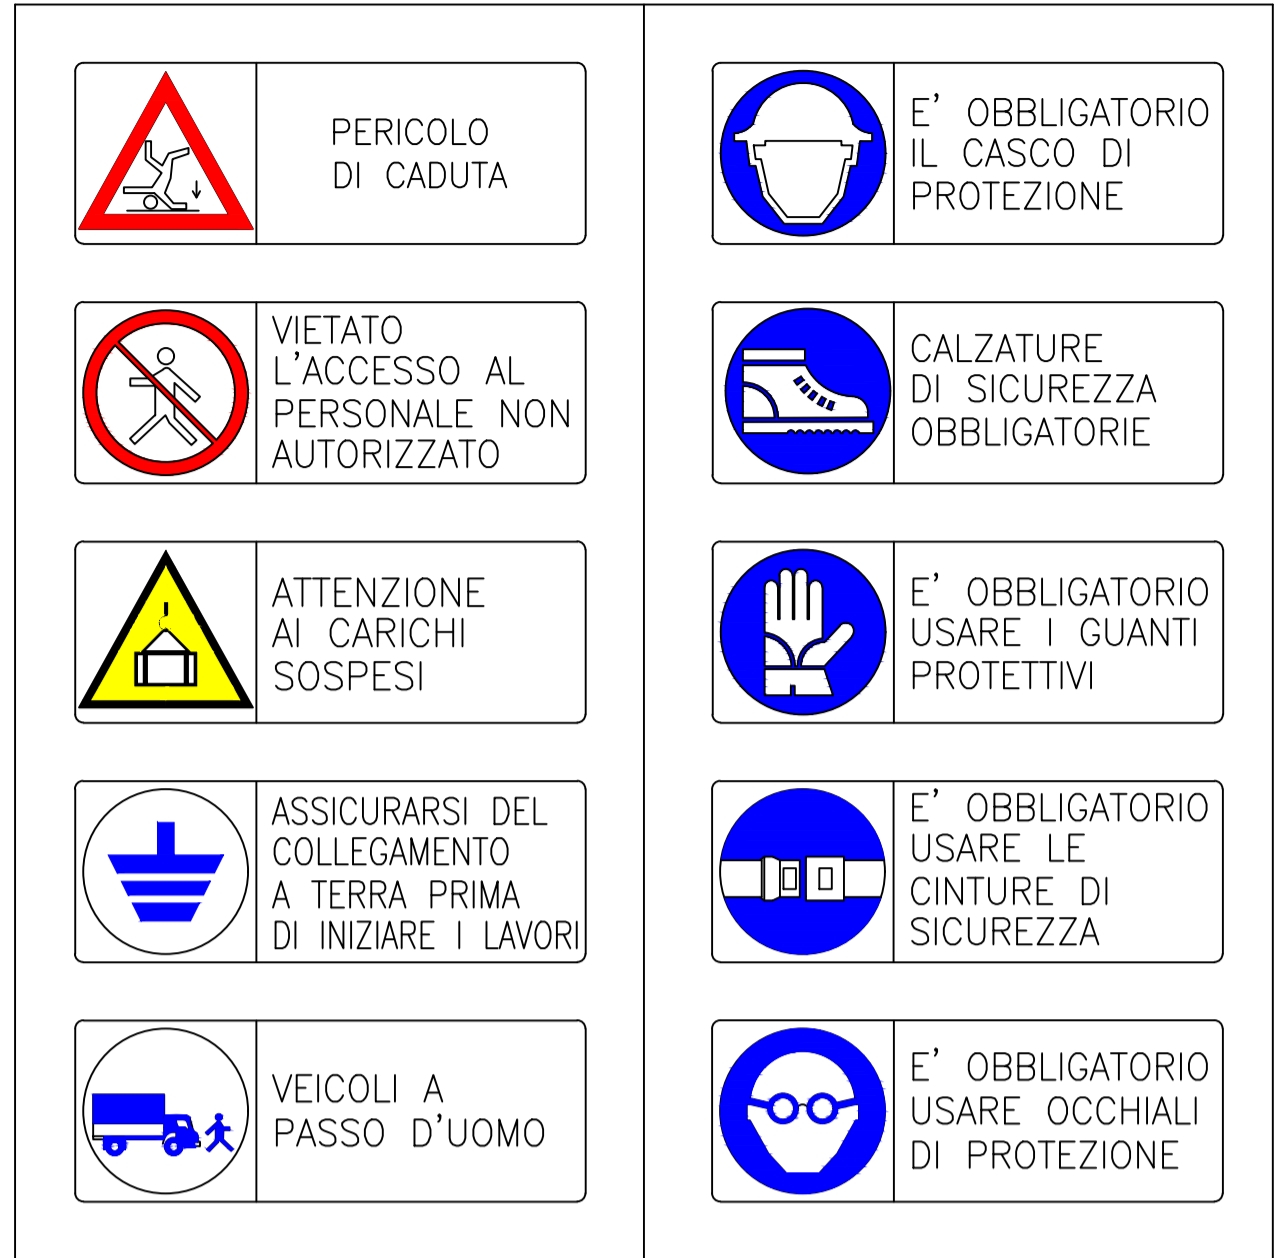 PERICOLO
DI CADUTA
VIETATO
L'ACCESSO AL
PERSONALE NON
AUTORIZZATO
ATTENZIONE
AI CARICHI
SOSPESI
ASSICURARSI DEL
COLLEGAMENTO
A TERRA PRIMA
DI INIZIARE I LAVORI
VEICOLI A
PASSO D'UOMO
E' OBBLIGATORIO
IL CASCO DI
PROTEZIONE
CALZATURE
DI SICUREZZA
OBBLIGATORIE
E' OBBLIGATORIO
USARE I GUANTI
PROTETTIVI
E' OBBLIGATORIO
USARE LE
CINTURE DI
SICUREZZA
E' OBBLIGATORIO
USARE OCCHIALI
DI PROTEZIONE